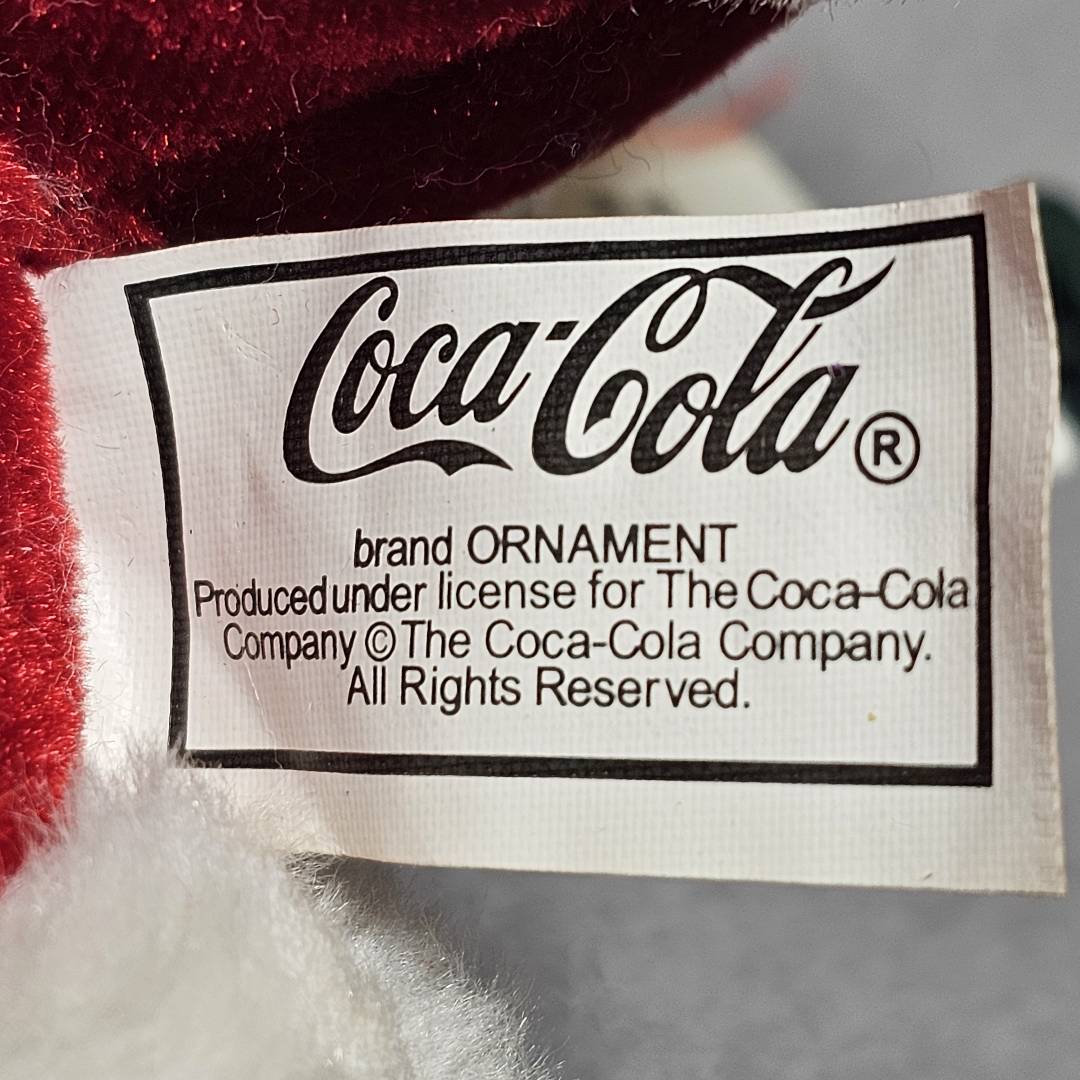 Coca-Cola ®
brand ORNAMENT
Produced under license for The Coca-Cola
Company © The Coca-Cola Company.
All Rights Reserved.